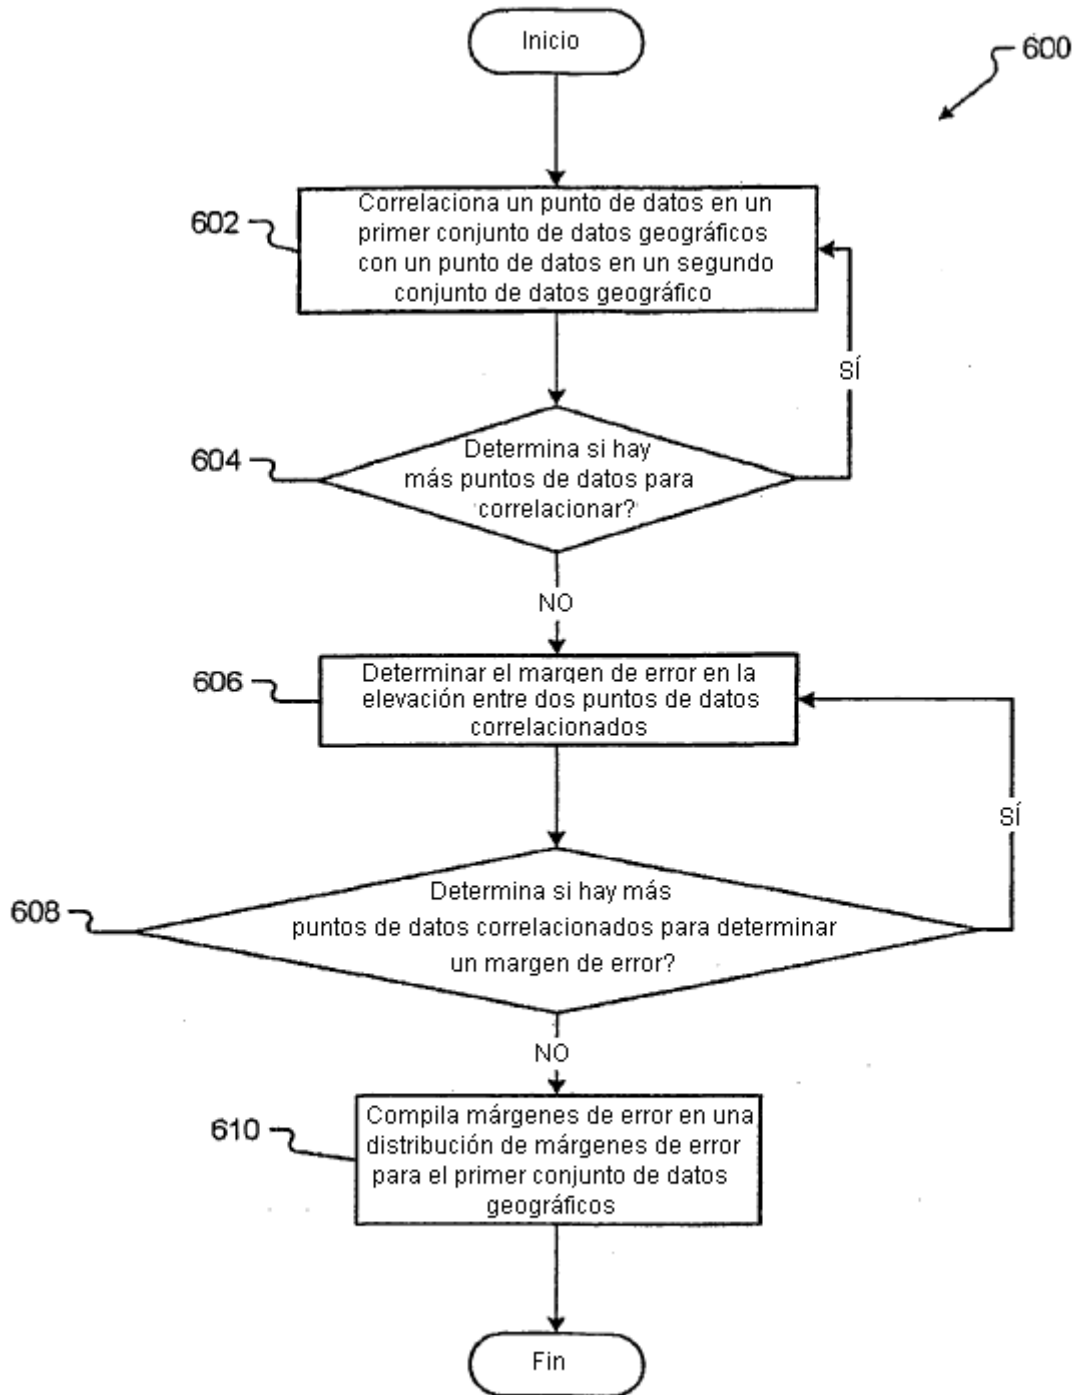 Inicio
600
602
Correlaciona un punto de datos en un
primer conjunto de datos geográficos
con un punto de datos en un segundo
conjunto de datos geográfico
SÍ
604
Determina si hay
más puntos de datos para
correlacionar?
NO
606
Determinar el margen de error en la
elevación entre dos puntos de datos
correlacionados
SÍ
608
Determina si hay más
puntos de datos correlacionados para determinar
un margen de error?
NO
610
Compila márgenes de error en una
distribución de márgenes de error
para el primer conjunto de datos
geográficos
Fin